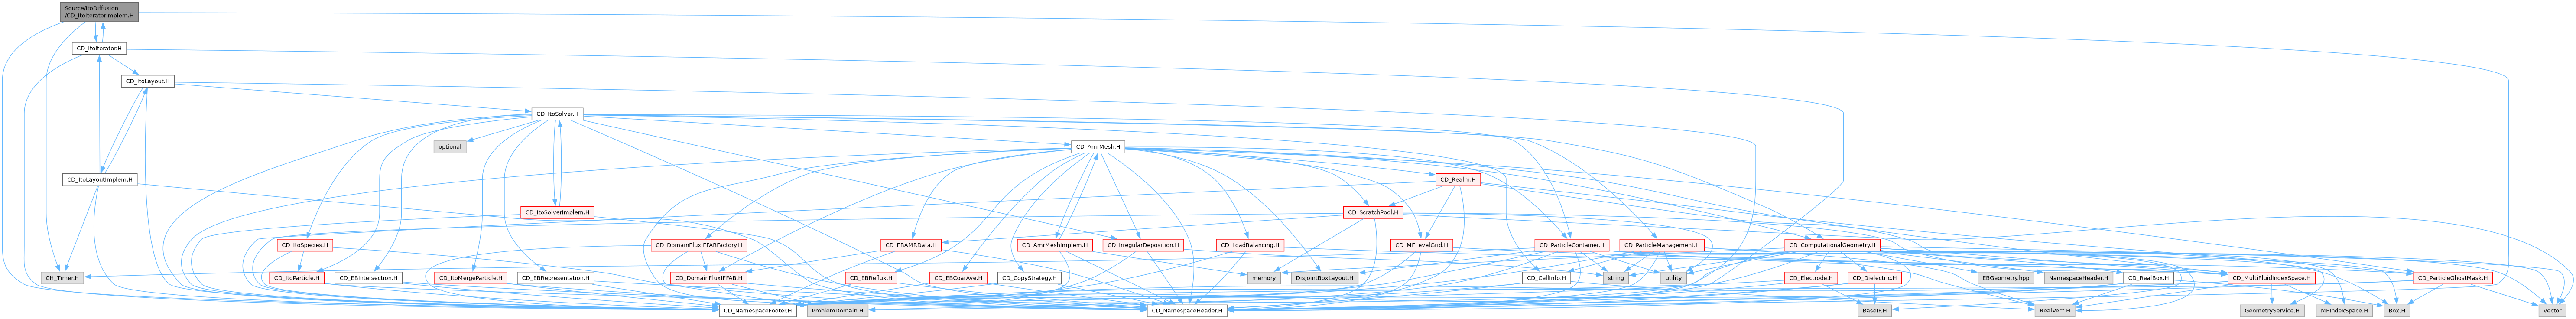 Source/ItoDiffusion
/CD_ItoIteratorImplem.H
CD_ItoIterator.H
CD_ItoLayout.H
CD_ItoSolver.H
optional
CD_AmrMesh.H
CD_ItoLayoutImplem.H
CD_Realm.H
CD_ItoSolverImplem.H
CD_ScratchPool.H
CD_ItoSpecies.H
CD_DomainFluxIFFABFactory.H
CD_EBAMRData.H
CD_AmrMeshImplem.H
CD_IrregularDeposition.H
CD_LoadBalancing.H
CD_MFLevelGrid.H
CD_ParticleContainer.H
CD_ParticleManagement.H
CD_ComputationalGeometry.H
CH_Timer.H
CD_ItoParticle.H
CD_EBIntersection.H
CD_ItoMergeParticle.H
CD_EBRepresentation.H
CD_DomainFluxIFFAB.H
CD_EBReflux.H
CD_EBCoarAve.H
CD_CopyStrategy.H
memory
DisjointBoxLayout.H
CD_CellInfo.H
string
utility
CD_Electrode.H
CD_Dielectric.H
EBGeometry.hpp
NamespaceHeader.H
CD_RealBox.H
CD_MultiFluidIndexSpace.H
CD_ParticleGhostMask.H
CD_NamespaceFooter.H
ProblemDomain.H
CD_NamespaceHeader.H
BaseIF.H
RealVect.H
GeometryService.H
MFIndexSpace.H
Box.H
vector